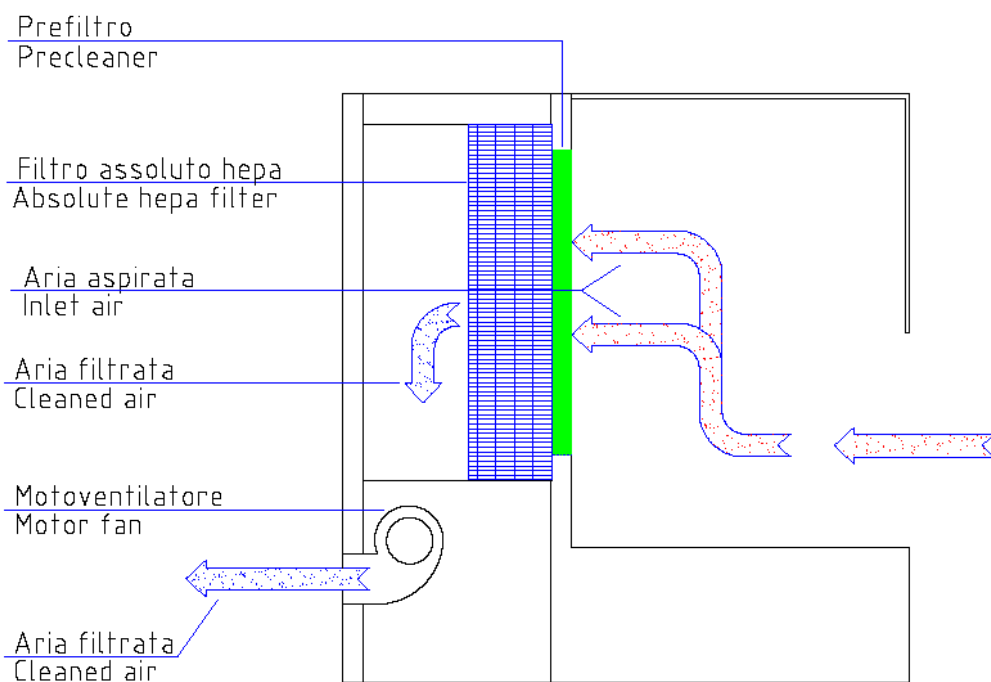 Prefiltro
Precleaner
Filtro assoluto hepa
Absolute hepa filter
Aria aspirata
Inlet air
Aria filtrata
Cleaned air
Motoventilatore
Motor fan
Aria filtrata
Cleaned air